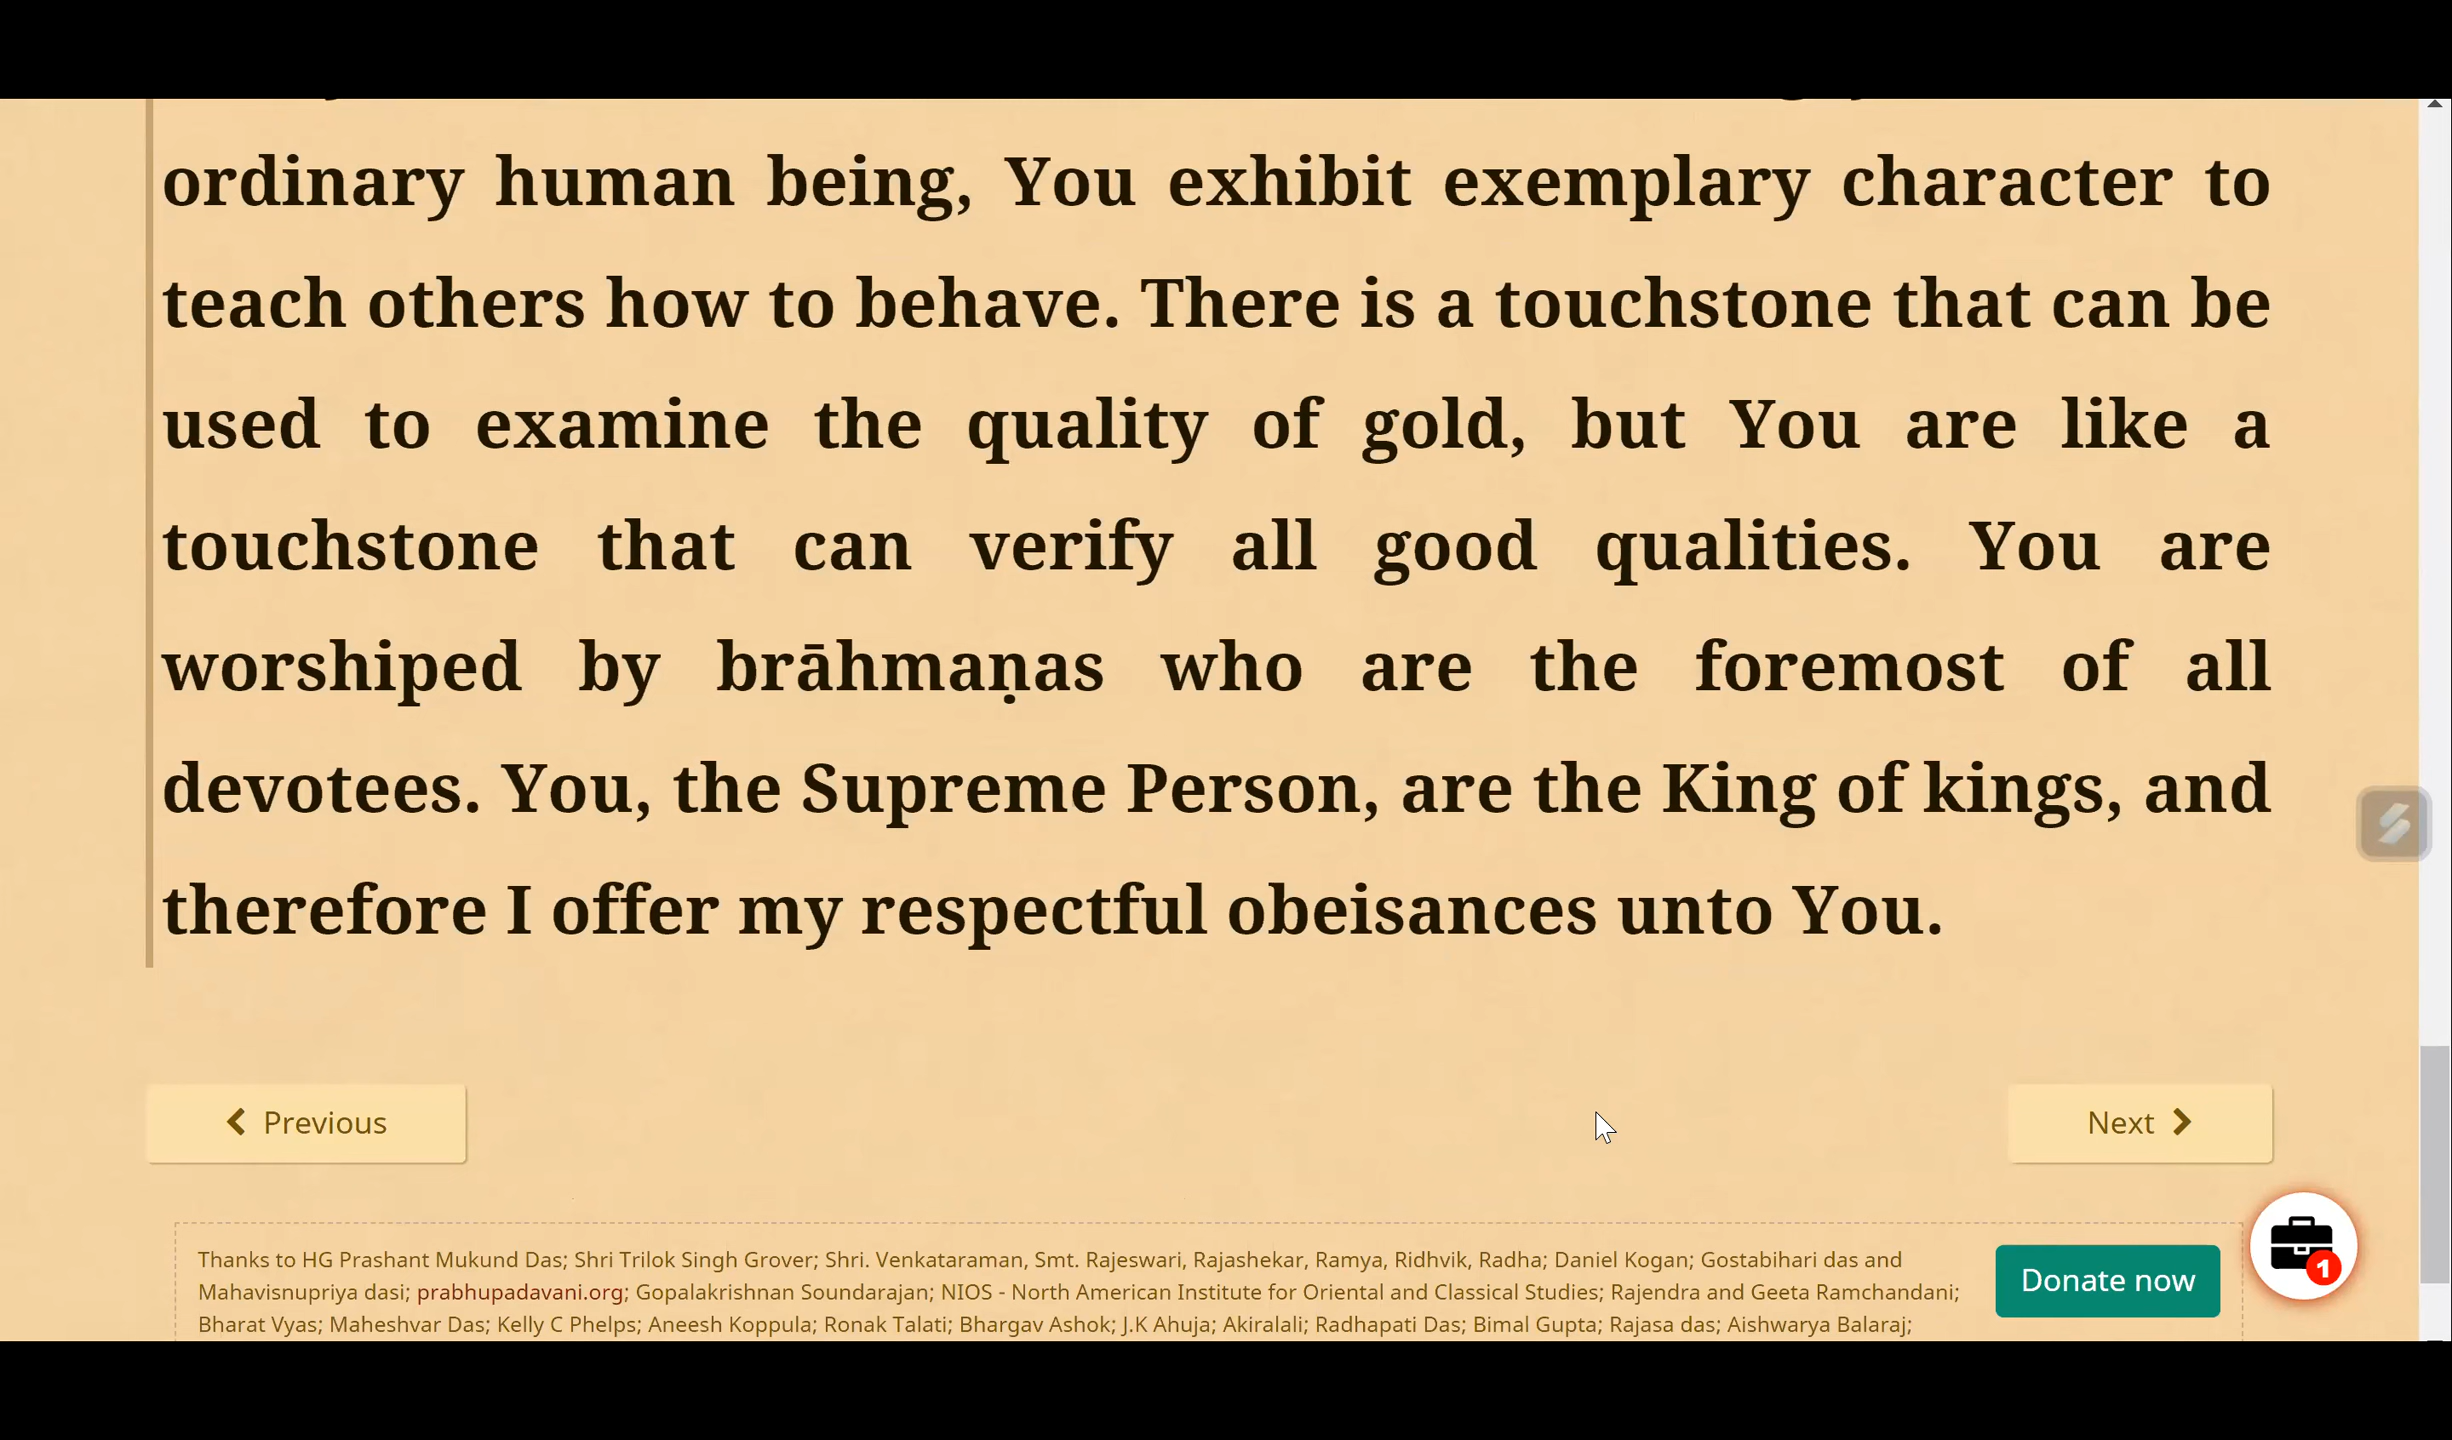 ordinary human being, You exhibit exemplary character to
teach others how to behave. There is a touchstone that can be
used to examine the quality of gold, but You are like a
touchstone that can verify all good qualities. You are
worshiped by brāhmaṇas who are the foremost of all
devotees. You, the Supreme Person, are the King of kings, and
therefore I offer my respectful obeisances unto You.
Previous
Next
Thanks to HG Prashant Mukund Das; Shri Trilok Singh Grover; Shri. Venkataraman, Smt. Rajeswari, Rajashekar, Ramya, Ridhvik, Radha; Daniel Kogan; Gostabihari das and
Mahavisnupriya dasi; prabhupadavani.org; Gopalakrishnan Soundarajan; NIOS - North American Institute for Oriental and Classical Studies; Rajendra and Geeta Ramchandani;
Bharat Vyas; Maheshvar Das; Kelly C Phelps; Aneesh Koppula; Ronak Talati; Bhargav Ashok; J.K Ahuja; Akiralali; Radhapati Das; Bimal Gupta; Rajasa das; Aishwarya Balaraj;
Donate now
1